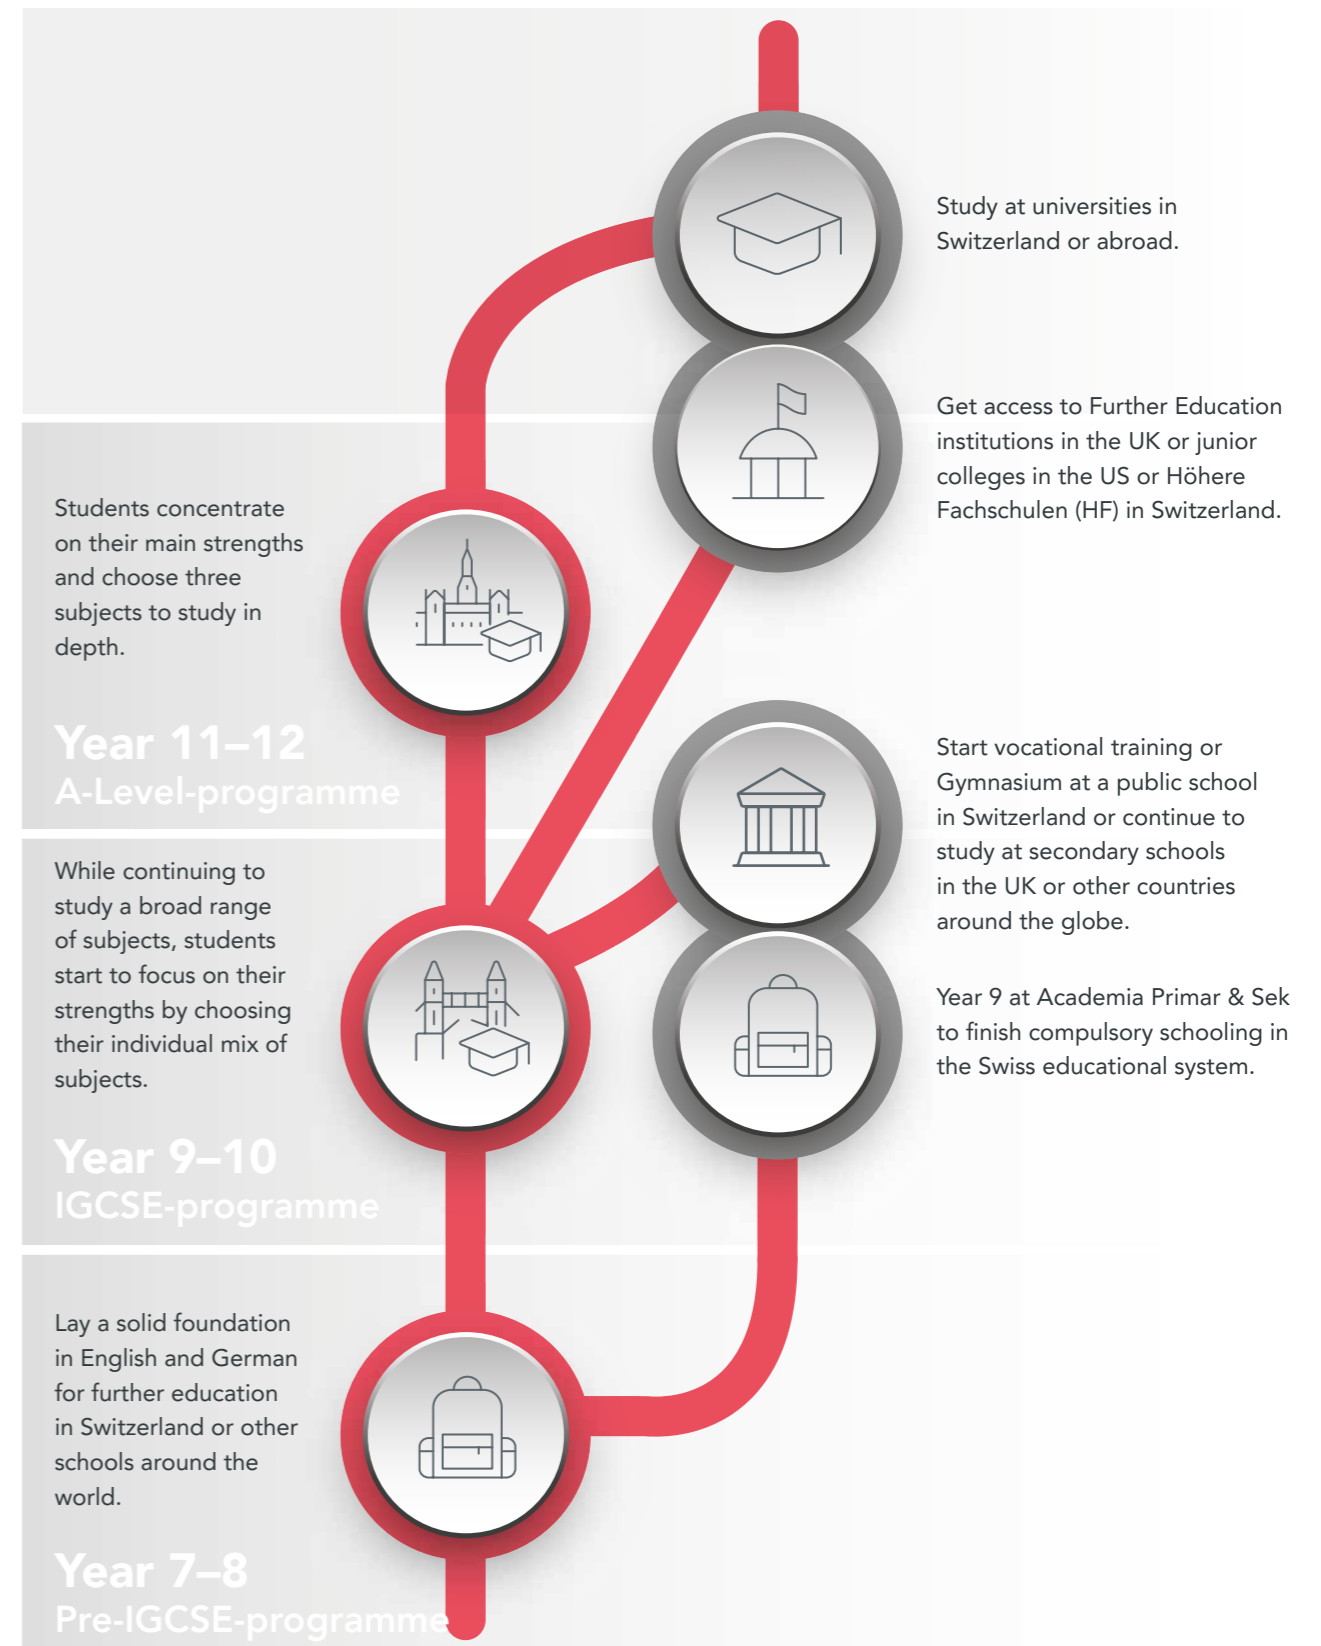 Study at universities in
Switzerland or abroad.
Get access to Further Education
institutions in the UK or junior
colleges in the US or Höhere
Fachschulen (HF) in Switzerland.
Students concentrate
on their main strengths
and choose three
subjects to study in
depth.
Year 11–12
A-Level-programme
Start vocational training or
Gymnasium at a public school
in Switzerland or continue to
study at secondary schools
in the UK or other countries
around the globe.
While continuing to
study a broad range
of subjects, students
start to focus on their
strengths by choosing
their individual mix of
subjects.
Year 9–10
IGCSE-programme
Year 9 at Academia Primar & Sek
to finish compulsory schooling in
the Swiss educational system.
Lay a solid foundation
in English and German
for further education
in Switzerland or other
schools around the
world.
Year 7–8
Pre-IGCSE-programme